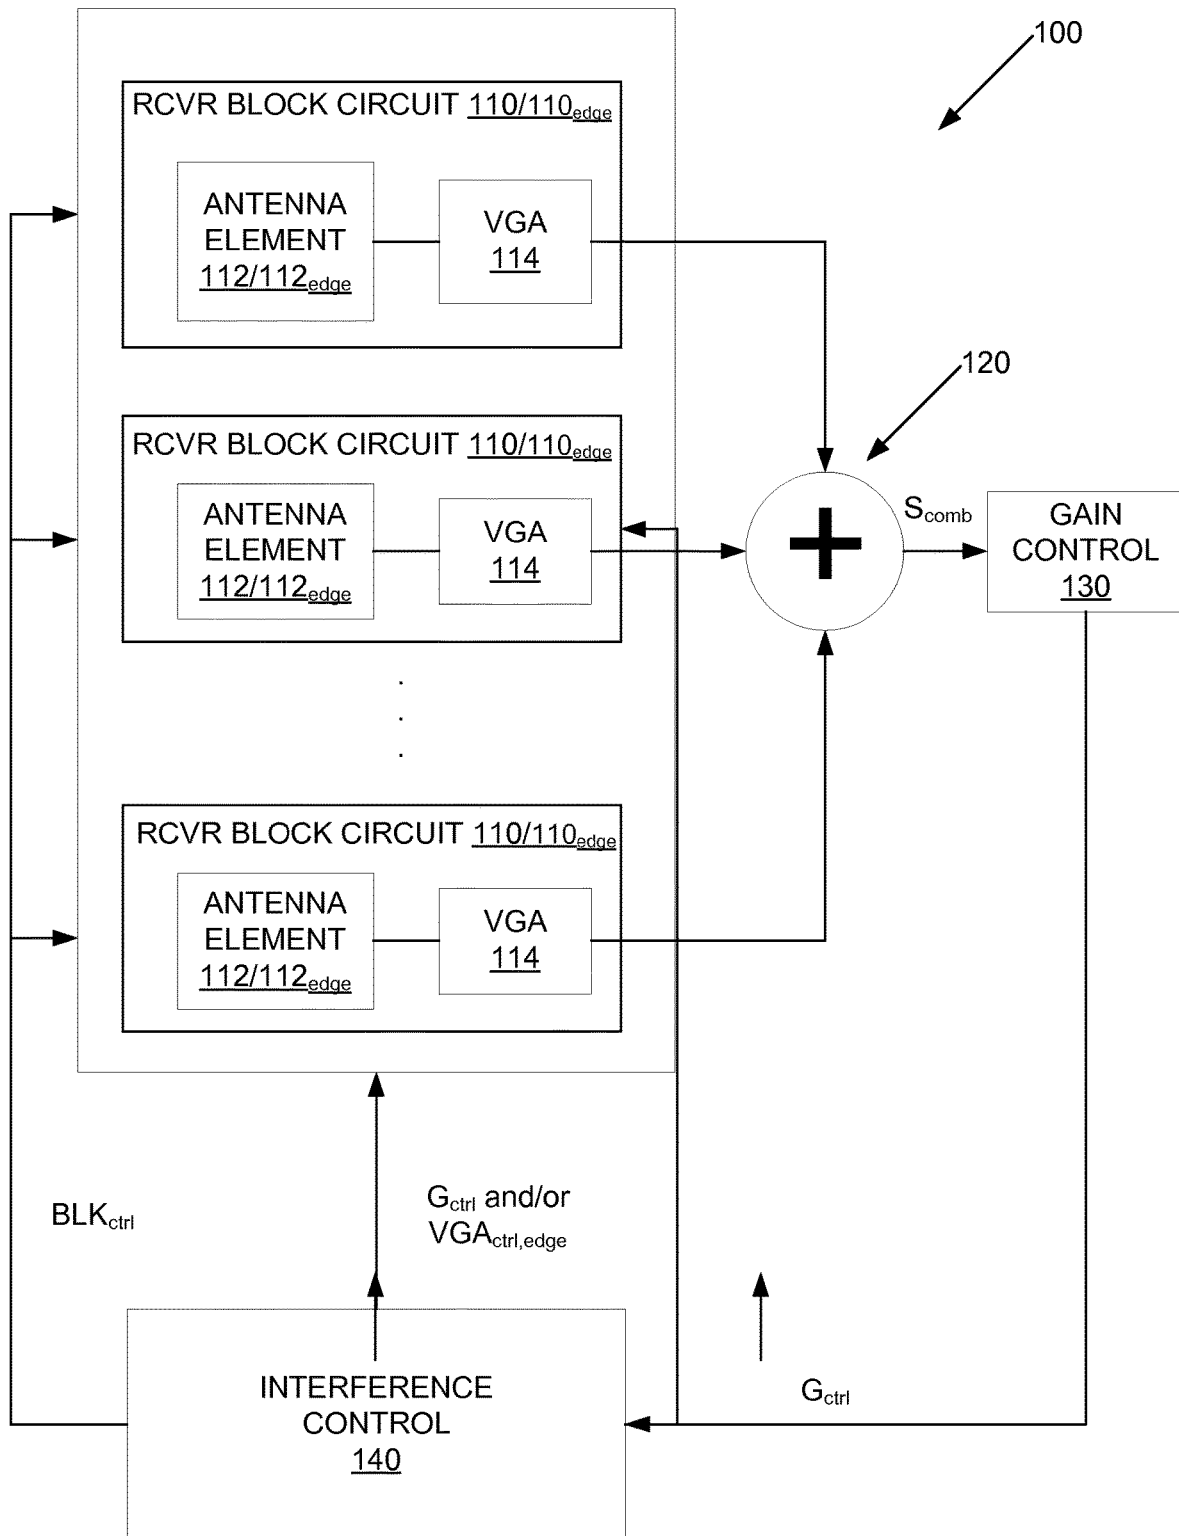 100
RCVR BLOCK CIRCUIT 110/110edge
ANTENNA
ELEMENT
112/112edge
VGA
114
120
RCVR BLOCK CIRCUIT 110/110edge
ANTENNA
ELEMENT
112/112edge
VGA
114
+
Scomb
GAIN
CONTROL
130
.
.
.
RCVR BLOCK CIRCUIT 110/110edge
ANTENNA
ELEMENT
112/112edge
VGA
114
BLKctrl
Gctrl and/or
VGActrl,edge
INTERFERENCE
CONTROL
140
Gctrl